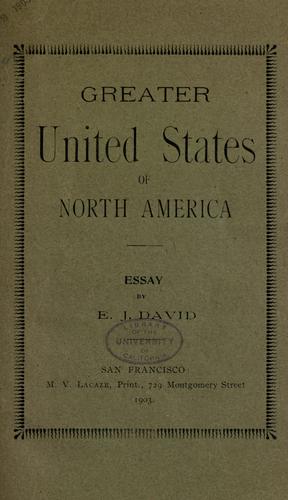 GREATER
United States
OF
NORTH AMERICA
ESSAY
BY
E. J. DAVID
LIBRARY
OF THE
UNIVERSITY
OF
CALIFORNIA
SAN FRANCISCO
M. V. LACAZE, Print., 729 Montgomery Street
1903.